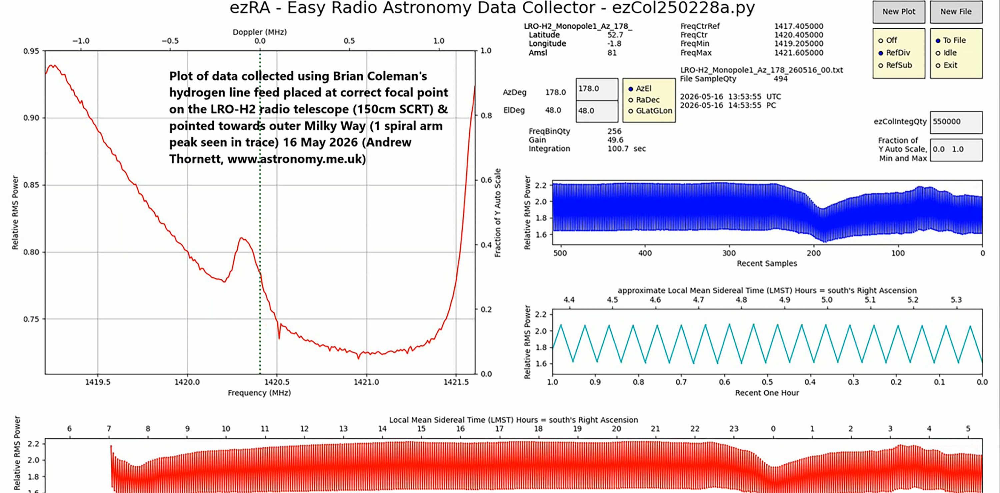 ezRA - Easy Radio Astronomy Data Collector - ezCol250228a.py
New Plot
New File
Doppler (MHz)
−1.0 −0.5 0.0 0.5 1.0
0.95
0.90
0.85
0.80
0.75
Relative RMS Power
1.0
0.8
0.6
0.4
0.2
0.0
Fraction of Y Auto Scale
Plot of data collected using Brian Coleman's
hydrogen line feed placed at correct focal point
on the LRO-H2 radio telescope (150cm SCRT) &
pointed towards outer Milky Way (1 spiral arm
peak seen in trace) 16 May 2026 (Andrew
Thornett, www.astronomy.me.uk)
1419.5 1420.0 1420.5 1421.0 1421.5
Frequency (MHz)
LRO-H2_Monopole1_Az_178_
Latitude 52.7
Longitude -1.8
Amsl 81
FreqCtrRef 1417.405000
FreqCtr 1420.405000
FreqMin 1419.205000
FreqMax 1421.605000
Off
RefDiv
RefSub
To File
Idle
Exit
LRO-H2_Monopole1_Az_178_260516_00.txt
File SampleQty 494
AzDeg 178.0 178.0
ElDeg 48.0 48.0
AzEl
RaDec
GLatGLon
2026-05-16 13:53:55 UTC
2026-05-16 14:53:55 PC
FreqBinQty 256
Gain 49.6
Integration 100.7 sec
ezColIntegQty 550000
Fraction of
Y Auto Scale, 0.0 1.0
Min and Max
Relative RMS Power
2.2
2.0
1.8
1.6
500 400 300 200 100 0
Recent Samples
approximate Local Mean Sidereal Time (LMST) Hours = south's Right Ascension
4.4 4.5 4.6 4.7 4.8 4.9 5.0 5.1 5.2 5.3
Relative RMS Power
2.2
2.0
1.8
1.6
1.0 0.9 0.8 0.7 0.6 0.5 0.4 0.3 0.2 0.1 0.0
Recent One Hour
Local Mean Sidereal Time (LMST) Hours = south's Right Ascension
6 7 8 9 10 11 12 13 14 15 16 17 18 19 20 21 22 23 0 1 2 3 4 5
Relative RMS Power
2.2
2.0
1.8
1.6